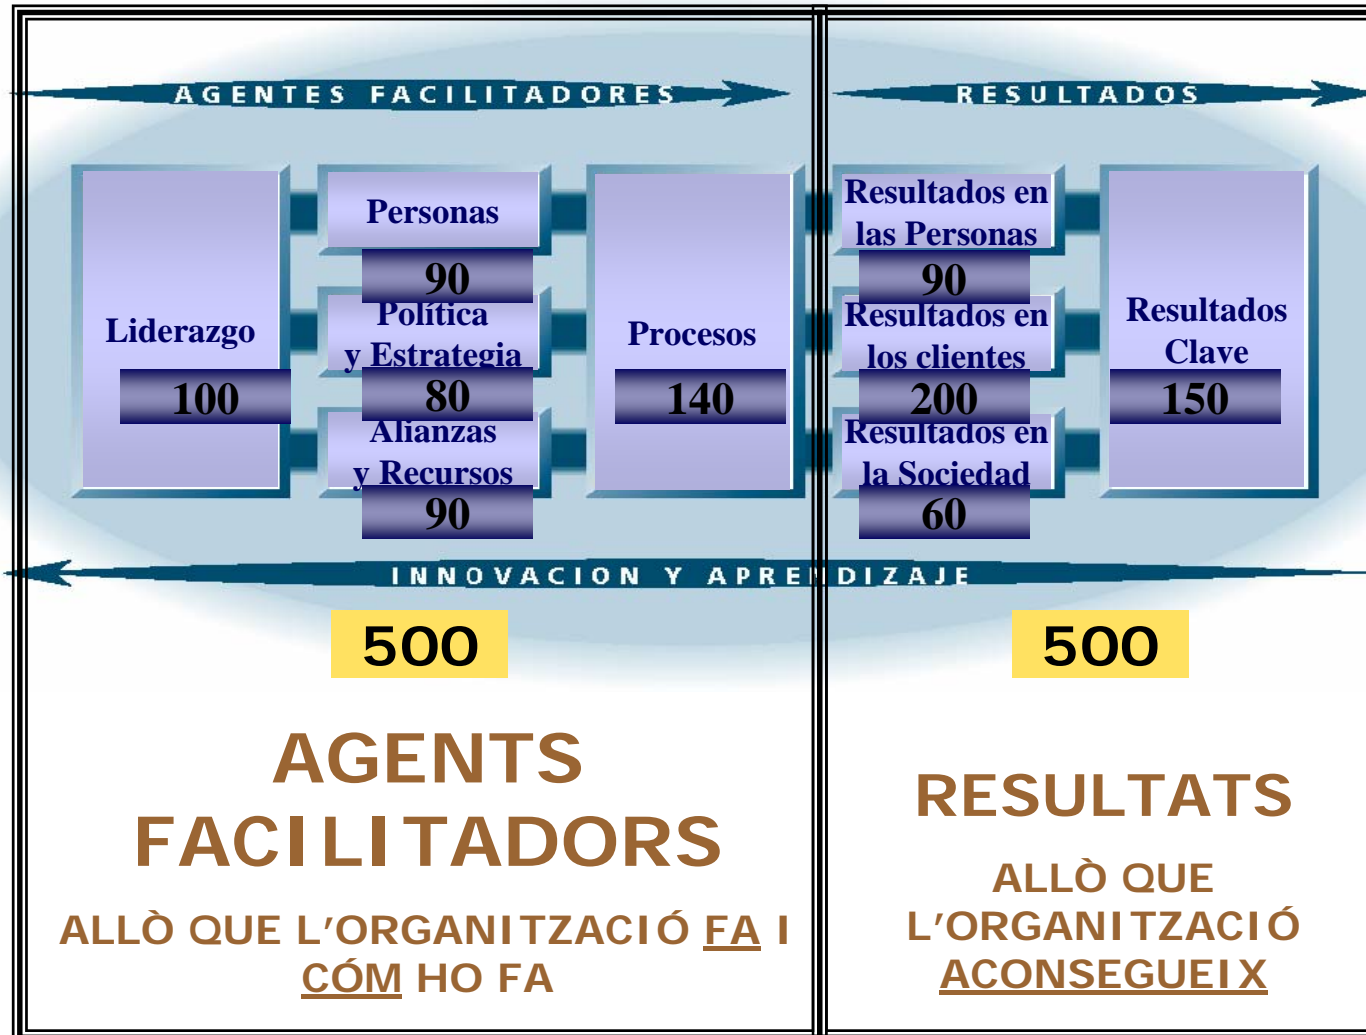 AGENTES FACILITADORES
RESULTADOS
Liderazgo
100
Personas
90
Política
y Estrategia
80
Alianzas
y Recursos
90
Procesos
140
Resultados en
las Personas
90
Resultados en
los clientes
200
Resultados en
la Sociedad
60
Resultados
Clave
150
INNOVACION Y APRENDIZAJE
500
500
AGENTS
FACILITADORS
ALLÒ QUE L'ORGANITZACIÓ FA I
CÓM HO FA
RESULTATS
ALLÒ QUE
L'ORGANITZACIÓ
ACONSEGUEIX